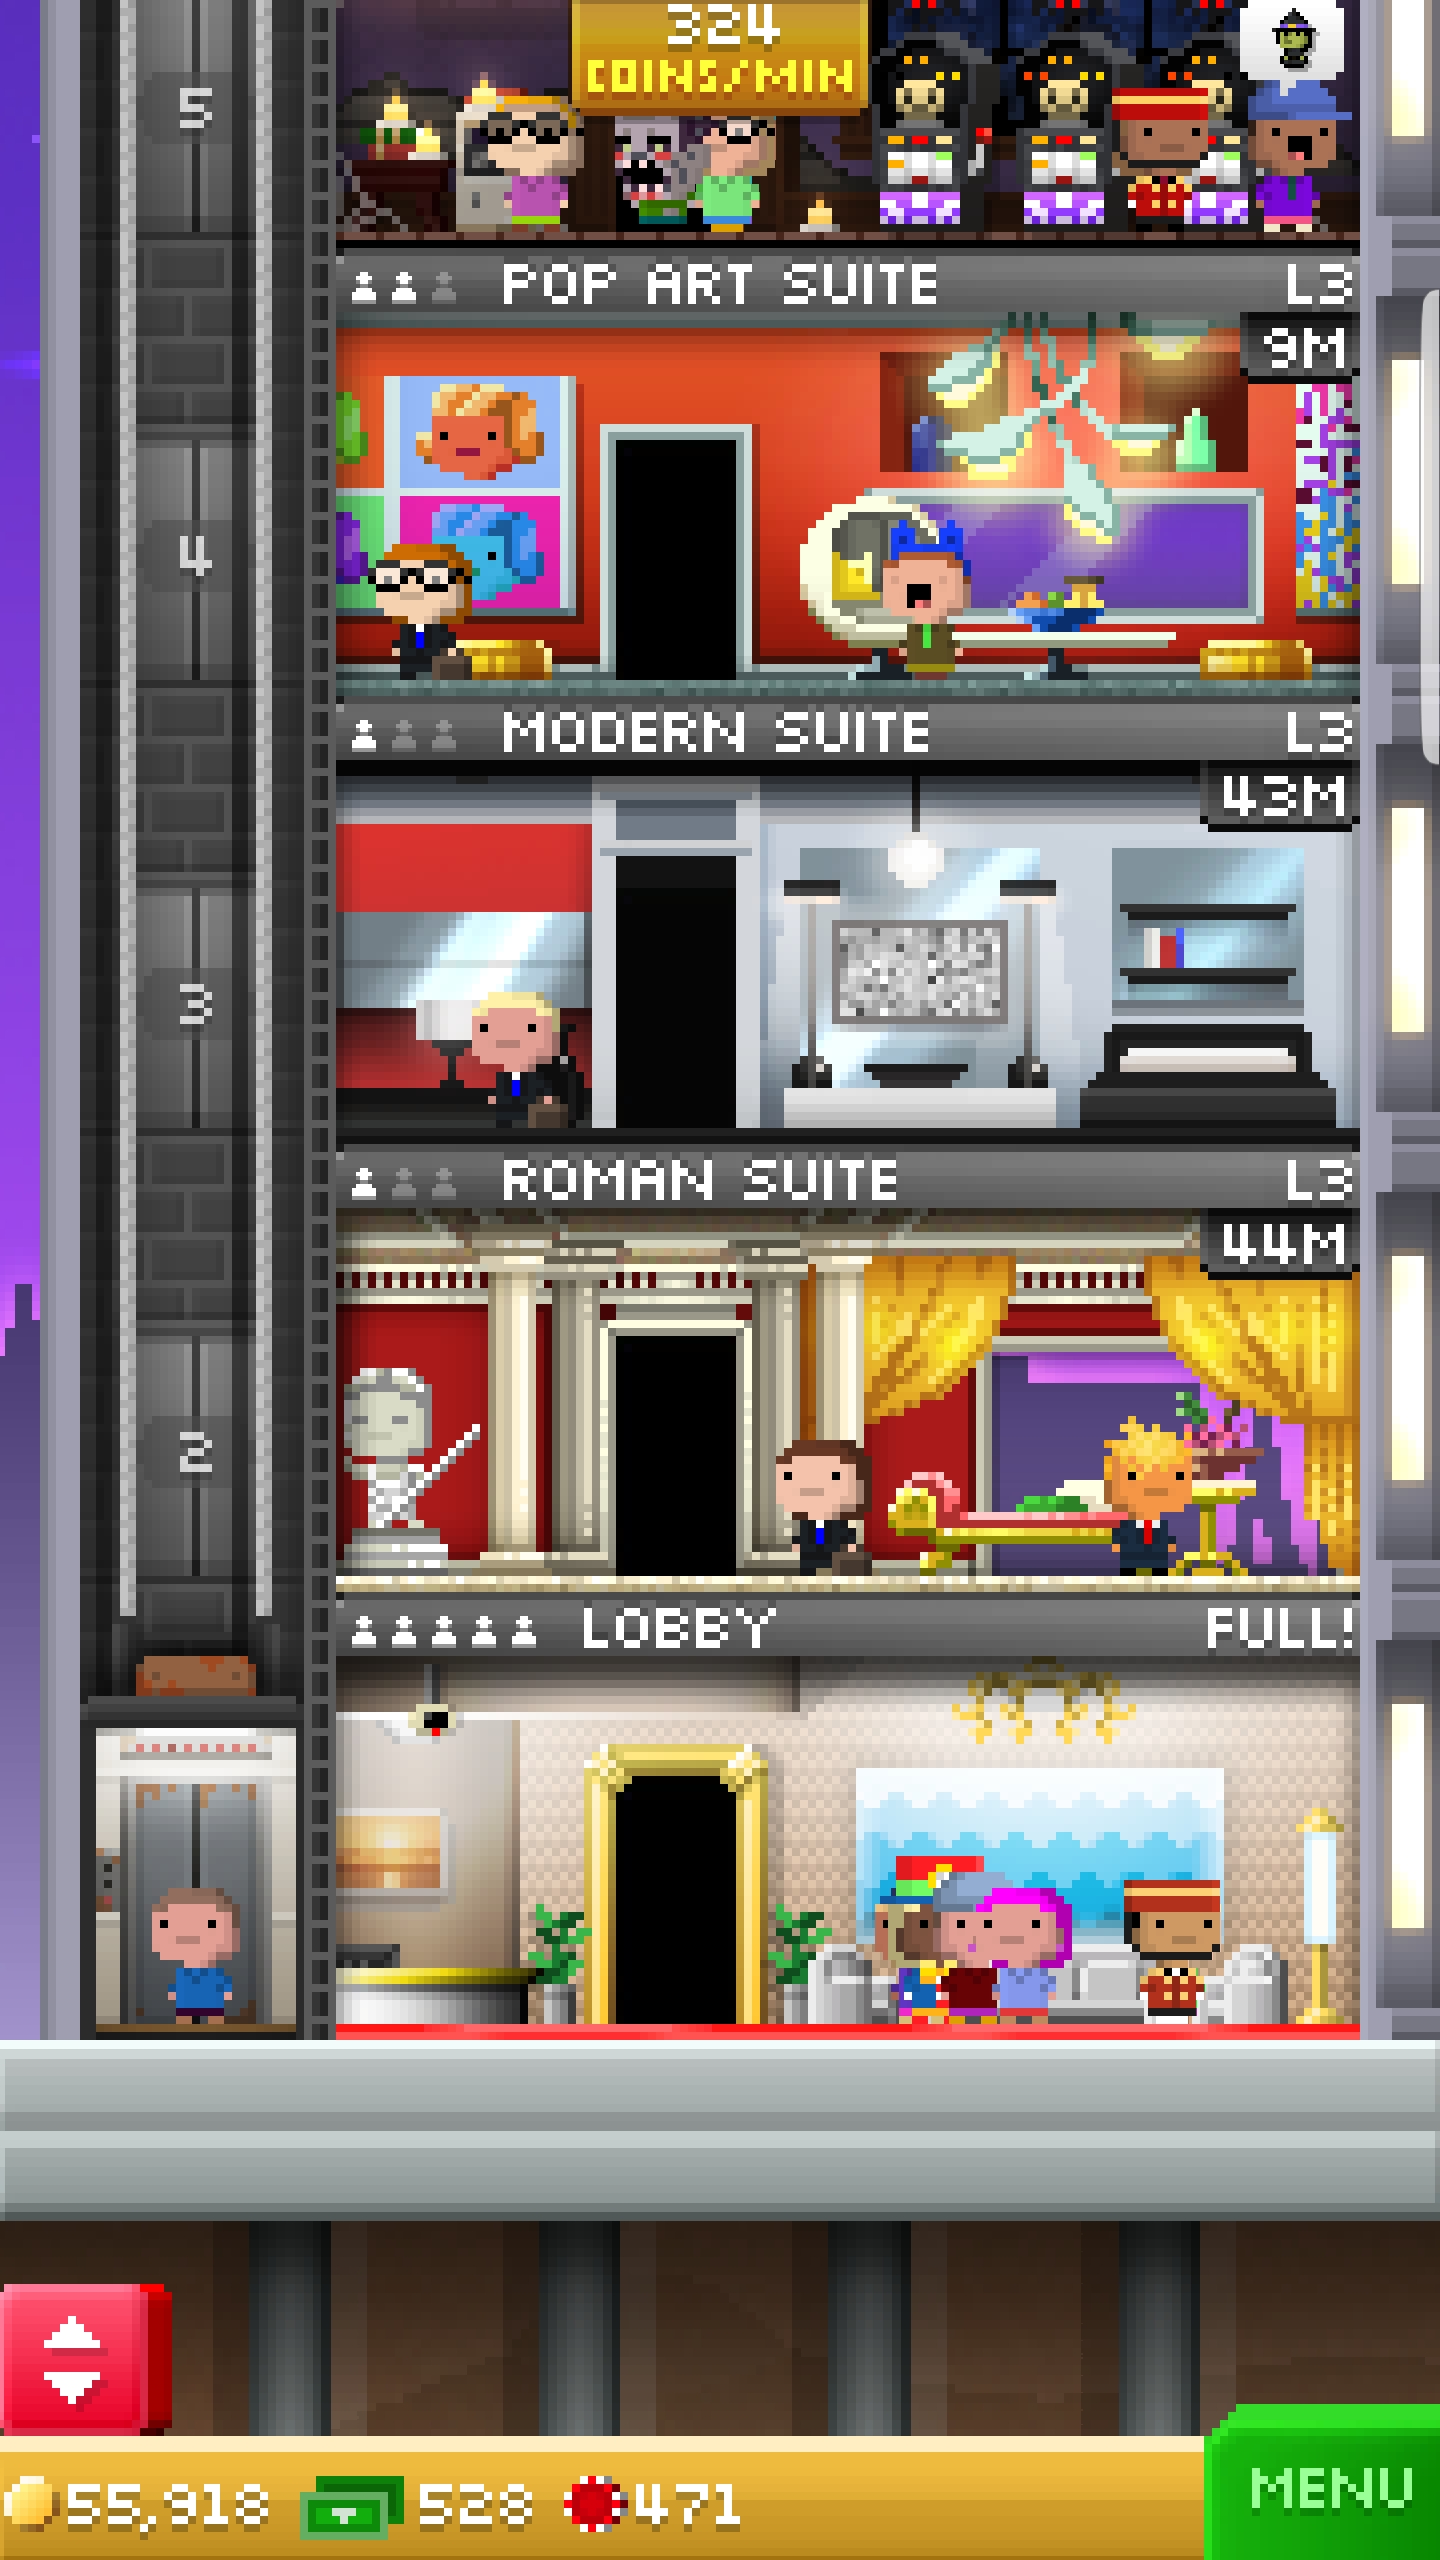 324
COINS/MIN
5
POP ART SUITE L3
9M
4
MODERN SUITE L3
43M
3
ROMAN SUITE L3
44M
2
LOBBY FULL!
55,918 528 471
MENU